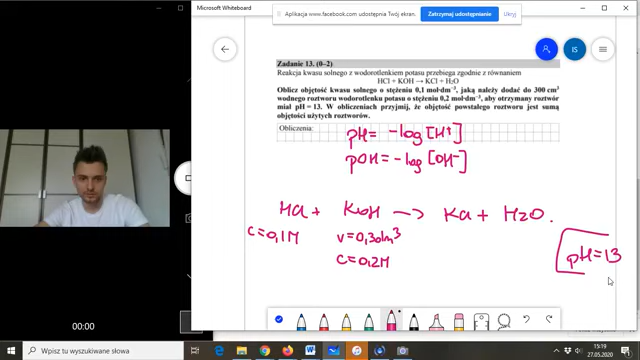 Microsoft Whiteboard
Aplikacja www.facebook.com udostępnia Twój ekran.
Zatrzymaj udostępnianie
Ukryj
IS
Zadanie 13. (0–2)
Reakcja kwasu solnego z wodorotlenkiem potasu przebiega zgodnie z równaniem
HCl + KOH → KCl + H₂O
Oblicz objętość kwasu solnego o stężeniu 0,1 mol·dm⁻³, jaką należy dodać do 300 cm³
wodnego roztworu wodorotlenku potasu o stężeniu 0,2 mol·dm⁻³, aby otrzymany roztwór
miał pH = 13. W obliczeniach przyjmij, że objętość powstałego roztworu jest sumą
objętości użytych roztworów.
Obliczenia:
pH = -log[H⁺]
pOH = -log[OH⁻]
HCl + KOH → KCl + H₂O.
c=0,1M
v=0,3dm³
c=0,2M
pH=13
00:00
Wpisz tu wyszukiwane słowa
15:19
27.05.2020